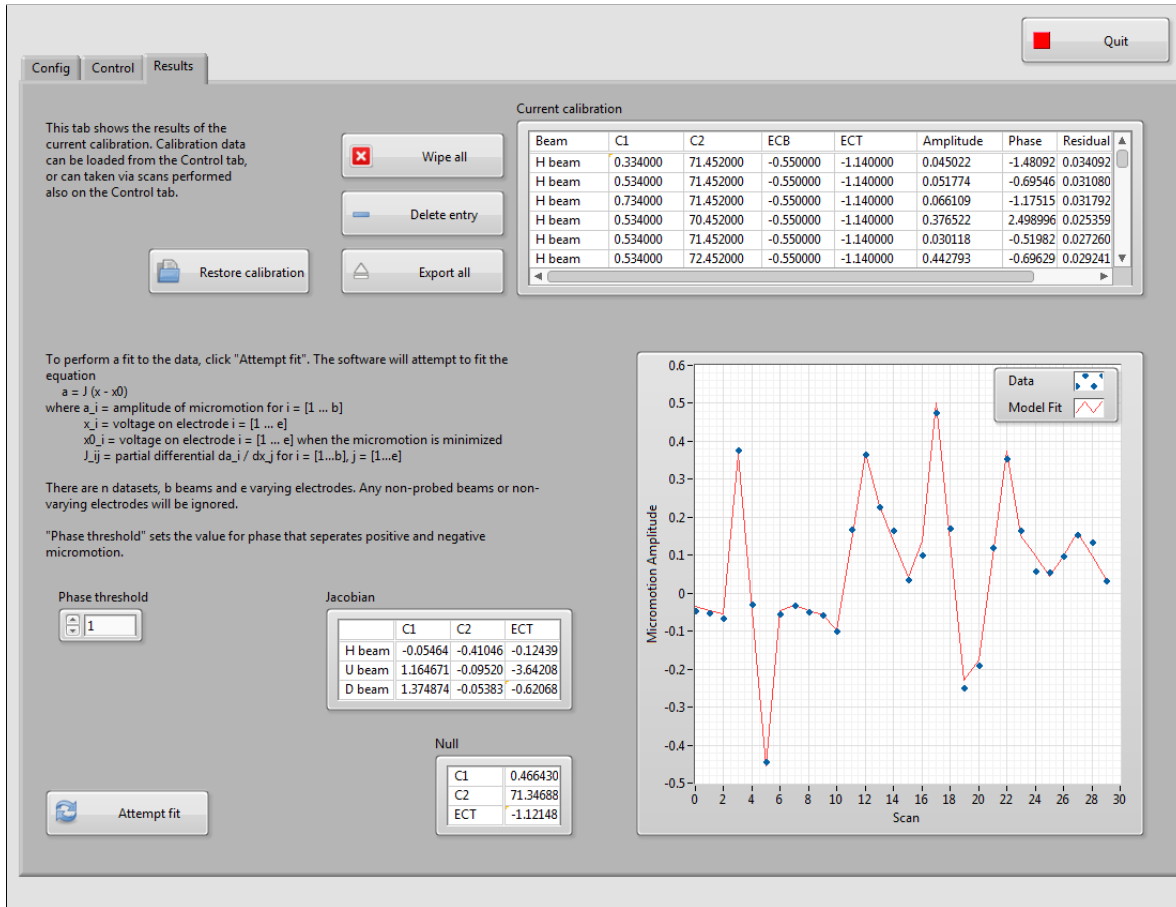 Quit
Config Control Results
This tab shows the results of the
current calibration. Calibration data
can be loaded from the Control tab,
or can taken via scans performed
also on the Control tab.
Wipe all
Delete entry
Restore calibration
Export all
Current calibration
Beam C1 C2 ECB ECT Amplitude Phase Residual
H beam 0.334000 71.452000 -0.550000 -1.140000 0.045022 -1.48092 0.034092
H beam 0.534000 71.452000 -0.550000 -1.140000 0.051774 -0.69546 0.031080
H beam 0.734000 71.452000 -0.550000 -1.140000 0.066109 -1.17515 0.031792
H beam 0.534000 70.452000 -0.550000 -1.140000 0.376522 2.498996 0.025359
H beam 0.534000 71.452000 -0.550000 -1.140000 0.030118 -0.51982 0.027260
H beam 0.534000 72.452000 -0.550000 -1.140000 0.442793 -0.69629 0.029241
To perform a fit to the data, click "Attempt fit". The software will attempt to fit the
equation
a = J (x - x0)
where a_i = amplitude of micromotion for i = [1 ... b]
x_i = voltage on electrode i = [1 ... e]
x0_i = voltage on electrode i = [1 ... e] when the micromotion is minimized
J_ij = partial differential da_i / dx_j for i = [1...b], j = [1...e]
There are n datasets, b beams and e varying electrodes. Any non-probed beams or non-
varying electrodes will be ignored.
"Phase threshold" sets the value for phase that seperates positive and negative
micromotion.
Phase threshold
1
Jacobian
C1 C2 ECT
H beam -0.05464 -0.41046 -0.12439
U beam 1.164671 -0.09520 -3.64208
D beam 1.374874 -0.05383 -0.62068
Null
C1 0.466430
C2 71.34688
ECT -1.12148
Attempt fit
Data
Model Fit
Micromotion Amplitude
0.6
0.5
0.4
0.3
0.2
0.1
0
-0.1
-0.2
-0.3
-0.4
-0.5
0 2 4 6 8 10 12 14 16 18 20 22 24 26 28 30
Scan